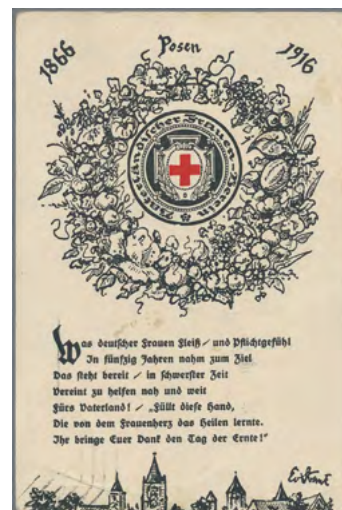 1866 Posen 1916
Vaterländischer Frauen-Verein
Was deutscher Frauen Fleiß / und Pflichtgefühl
In fünfzig Jahren nahm zum Ziel
Das steht bereit / in schwerster Zeit
Vereint zu helfen nah und weit
Fürs Vaterland! / „Füllt diese Hand,
Die von dem Frauenherz das Heilen lernte.
Ihr bringe Euer Dank den Tag der Ernte!"